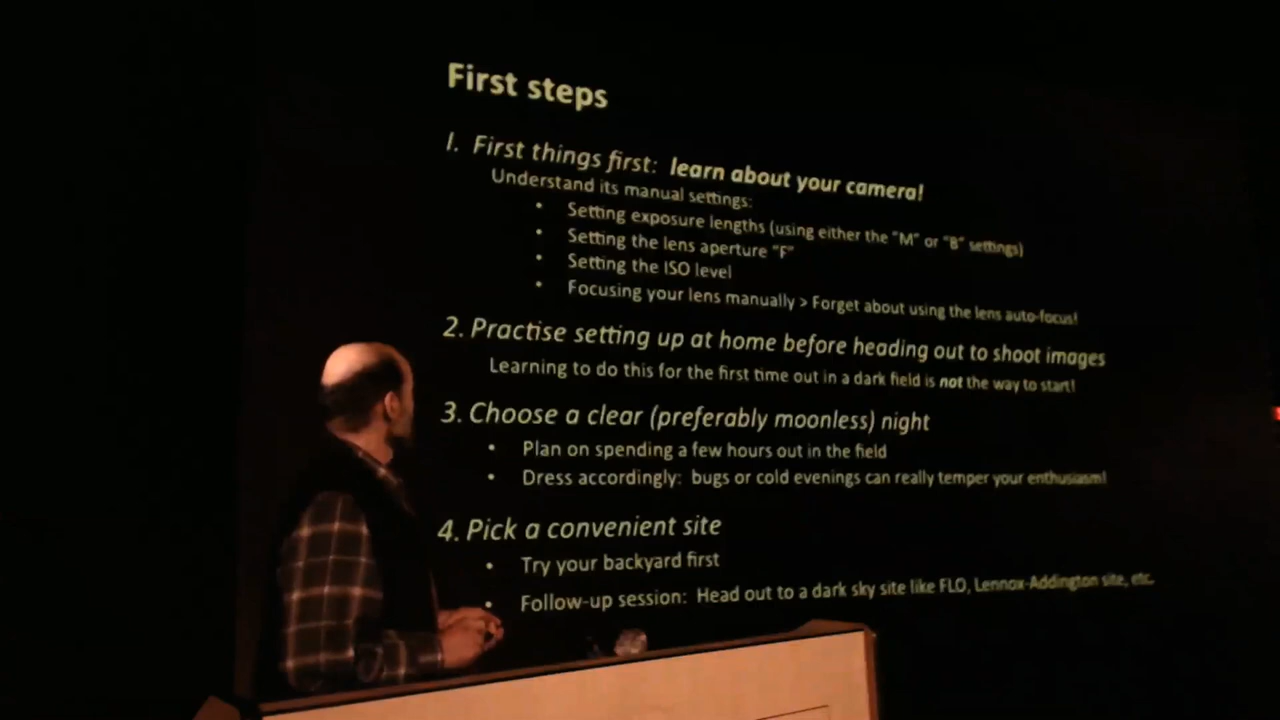 First steps
1. First things first: learn about your camera!
Understand its manual settings:
• Setting exposure lengths (using either the "M" or "B" settings)
• Setting the lens aperture "F"
• Setting the ISO level
• Focusing your lens manually > Forget about using the lens auto-focus!
2. Practise setting up at home before heading out to shoot images
Learning to do this for the first time out in a dark field is not the way to start!
3. Choose a clear (preferably moonless) night
• Plan on spending a few hours out in the field
• Dress accordingly: bugs or cold evenings can really temper your enthusiasm!
4. Pick a convenient site
• Try your backyard first
• Follow-up session: Head out to a dark sky site like FLO, Lennox-Addington site, etc.